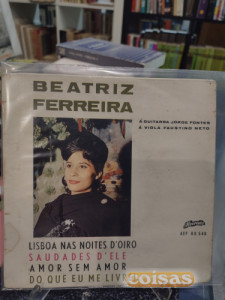 BEATRIZ
FERREIRA
À GUITARRA JORGE FONTES
À VIOLA FAUSTINO NETO
LISBOA NAS NOITES D'OIRO
SAUDADES D'ELE
AMOR SEM AMOR
DO QUE EU ME LIVREI
coisas